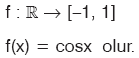 f : ℝ → [–1, 1]
f(x) = cosx olur.